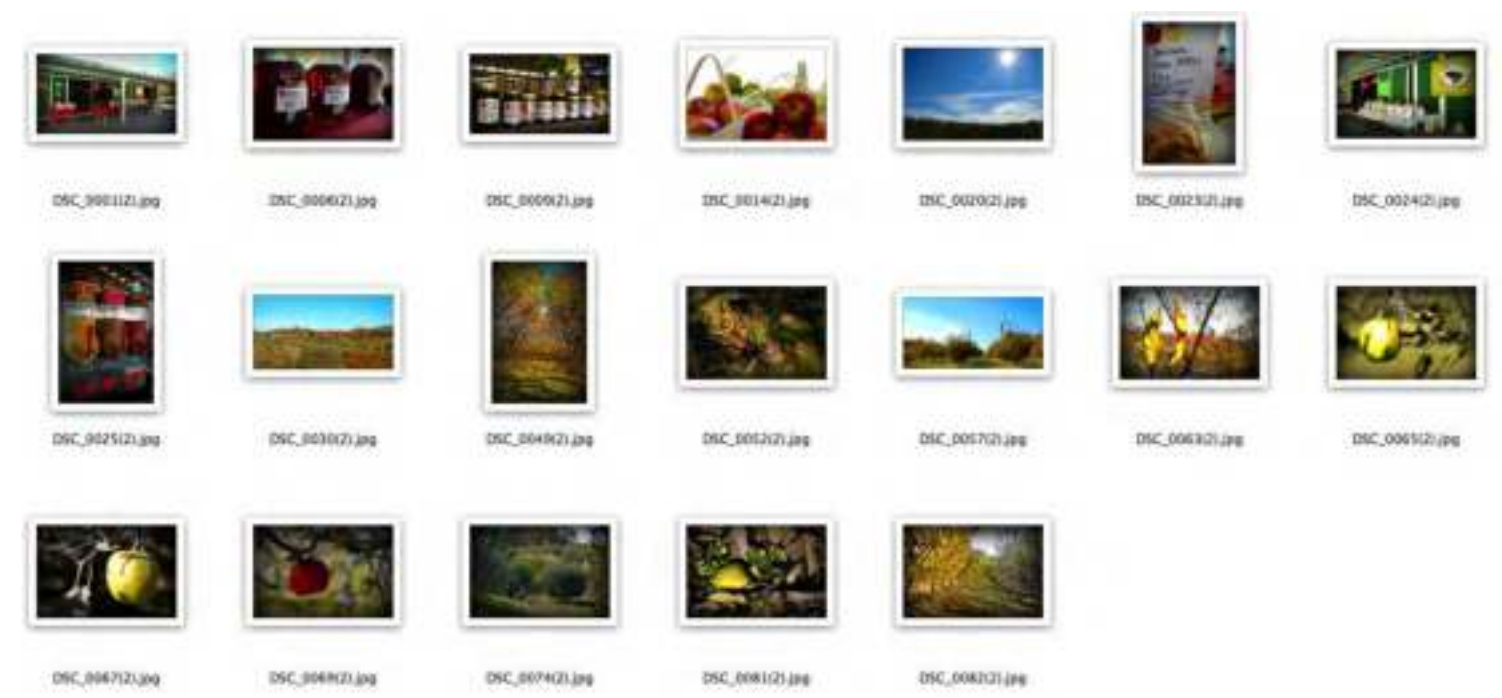 DSC_0001(2).jpg
DSC_0006(2).jpg
DSC_0009(2).jpg
DSC_0014(2).jpg
DSC_0020(2).jpg
DSC_0023(2).jpg
DSC_0024(2).jpg
DSC_0025(2).jpg
DSC_0030(2).jpg
DSC_0049(2).jpg
DSC_0052(2).jpg
DSC_0057(2).jpg
DSC_0063(2).jpg
DSC_0065(2).jpg
DSC_0067(2).jpg
DSC_0069(2).jpg
DSC_0074(2).jpg
DSC_0081(2).jpg
DSC_0082(2).jpg